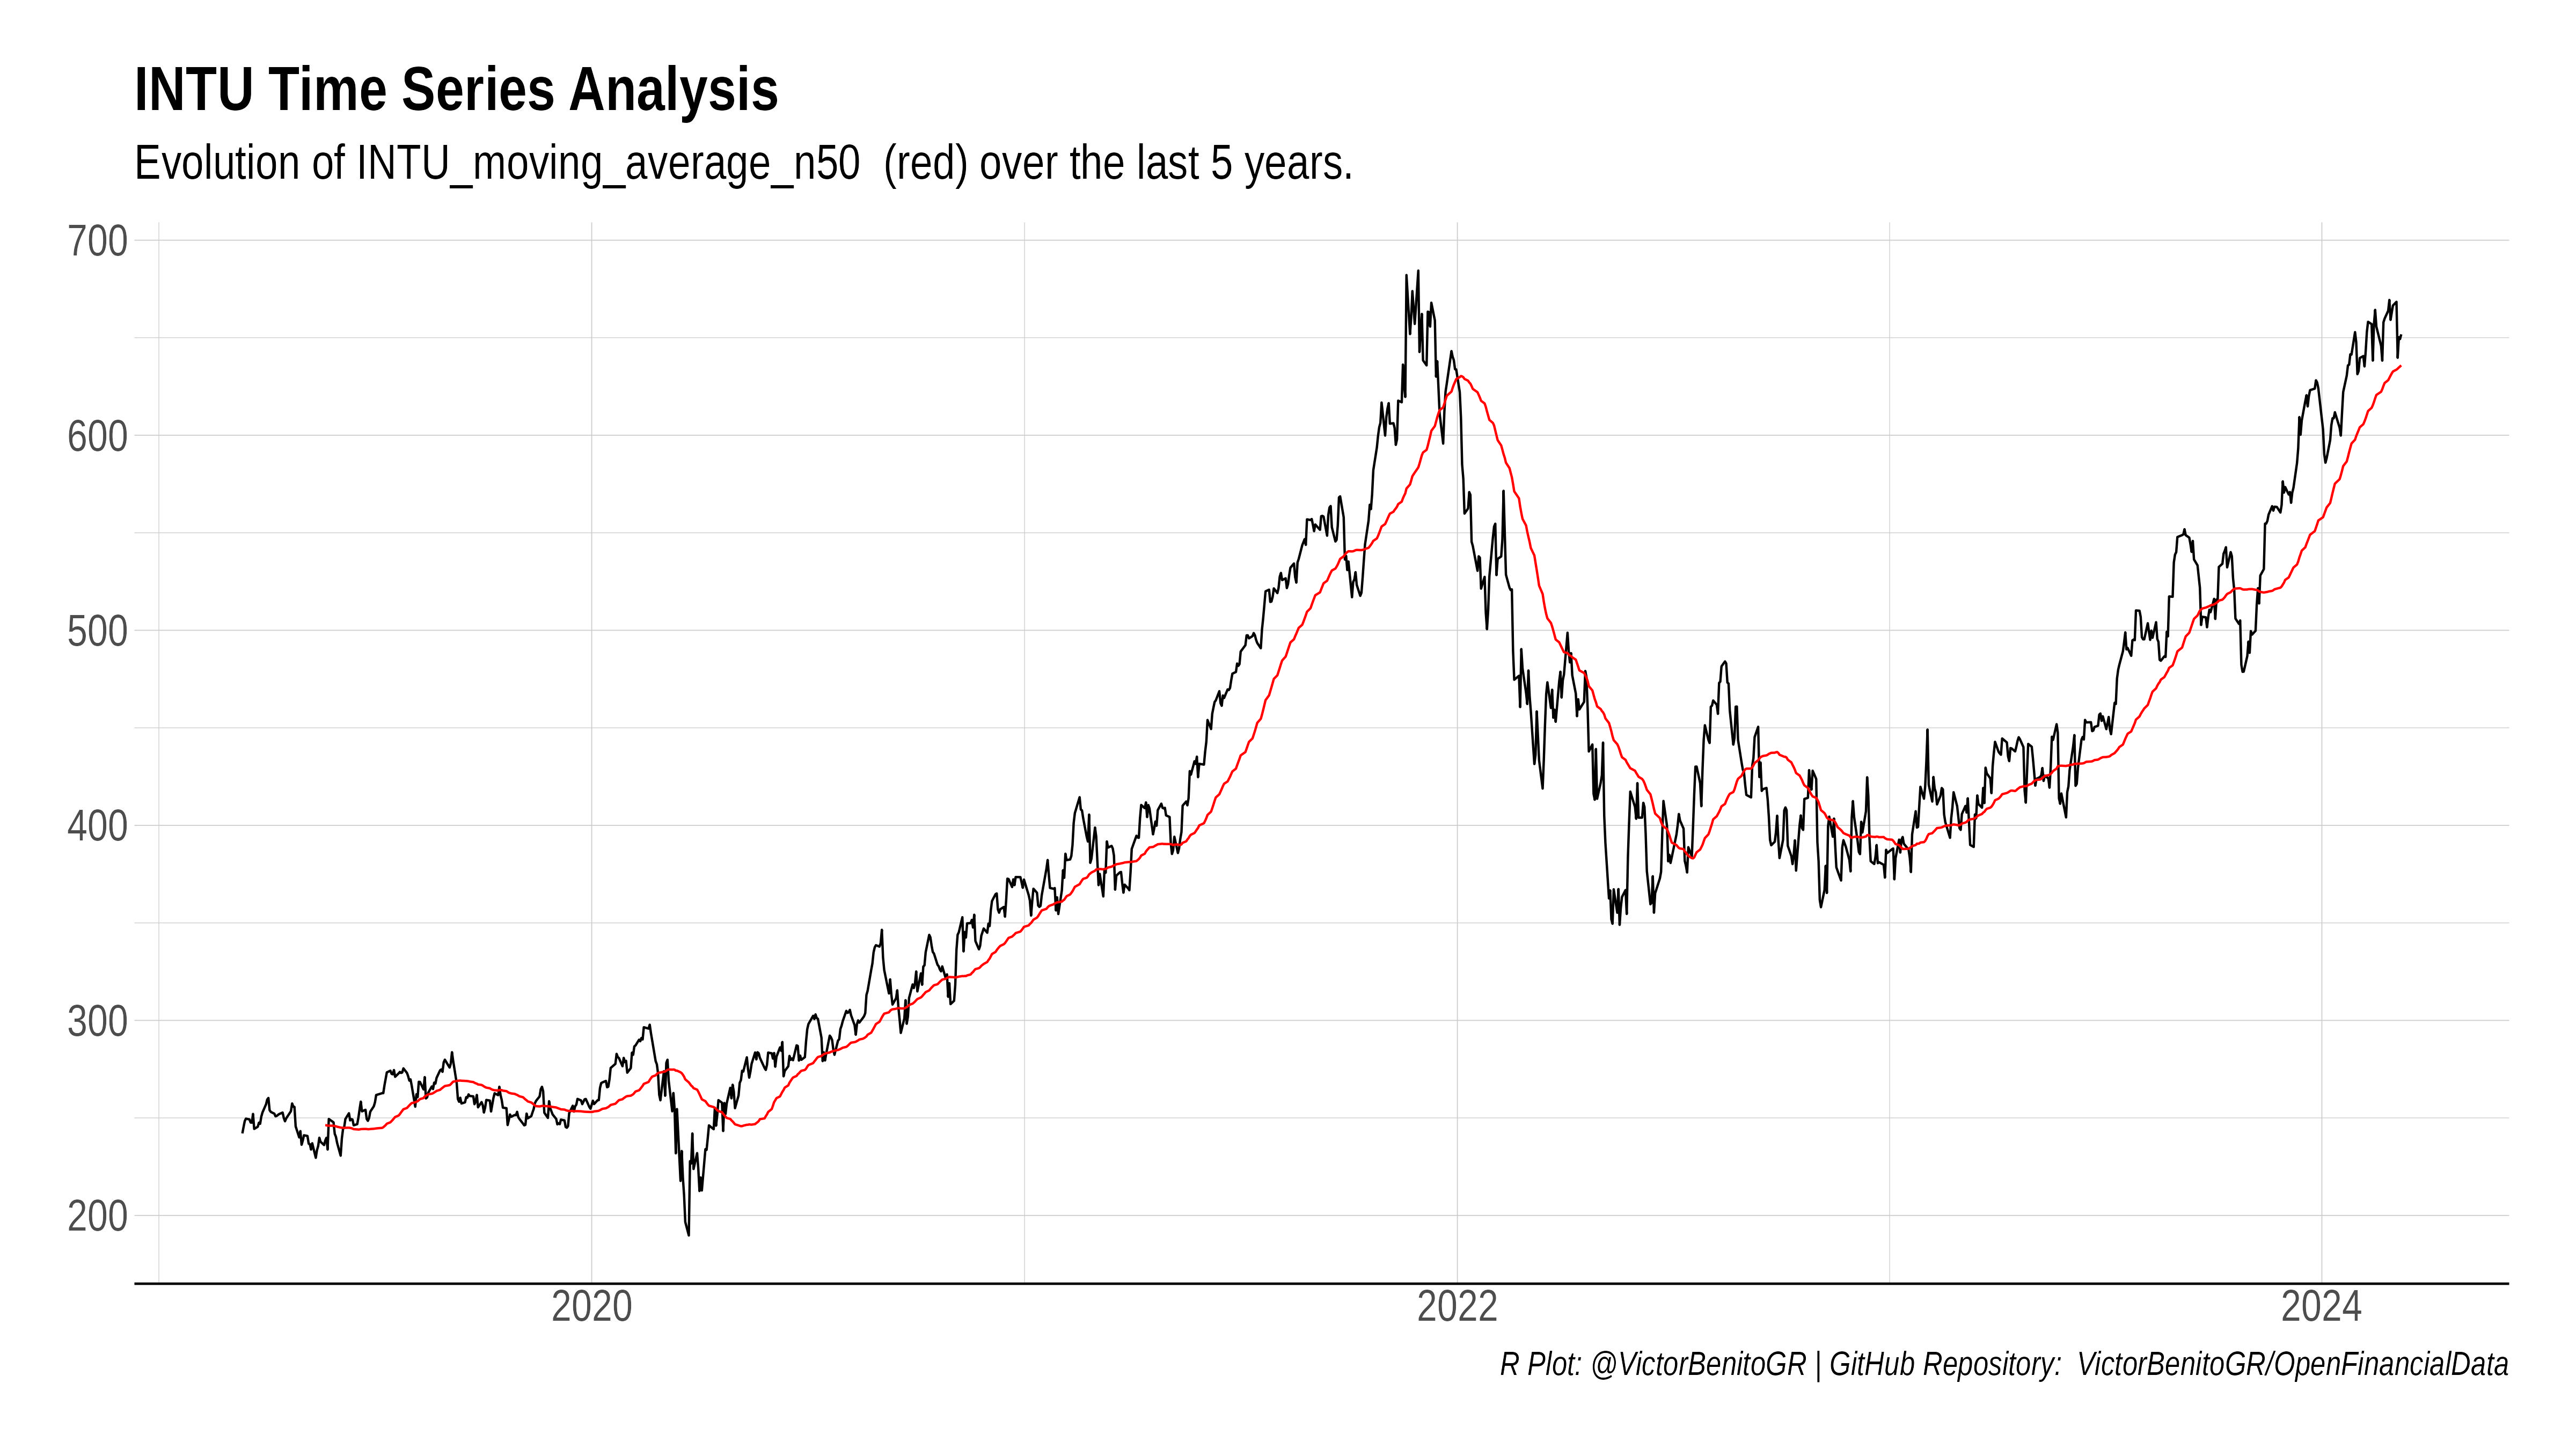 INTU Time Series Analysis
Evolution of INTU_moving_average_n50  (red) over the last 5 years.
700
600
500
400
300
200
2020 2022 2024
R Plot: @VictorBenitoGR | GitHub Repository:  VictorBenitoGR/OpenFinancialData